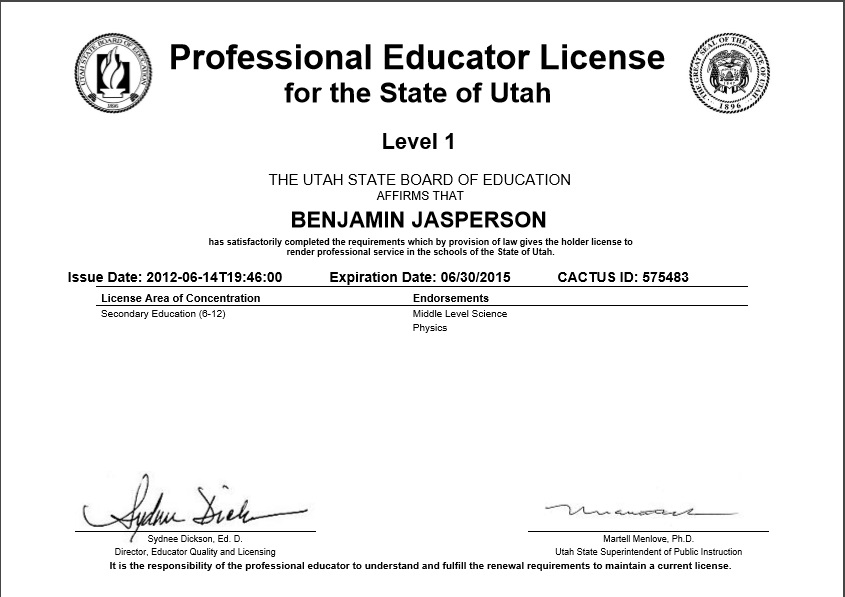 UTAH STATE BOARD OF EDUCATION
1896
Professional Educator License
for the State of Utah
THE GREAT SEAL OF THE STATE OF UTAH
1896
Level 1
THE UTAH STATE BOARD OF EDUCATION
AFFIRMS THAT
BENJAMIN JASPERSON
has satisfactorily completed the requirements which by provision of law gives the holder license to
render professional service in the schools of the State of Utah.
Issue Date: 2012-06-14T19:46:00 Expiration Date: 06/30/2015 CACTUS ID: 575483
License Area of Concentration Endorsements
Secondary Education (6-12) Middle Level Science
Physics
Sydnee Dickson, Ed. D. Martell Menlove, Ph.D.
Director, Educator Quality and Licensing Utah State Superintendent of Public Instruction
It is the responsibility of the professional educator to understand and fulfill the renewal requirements to maintain a current license.